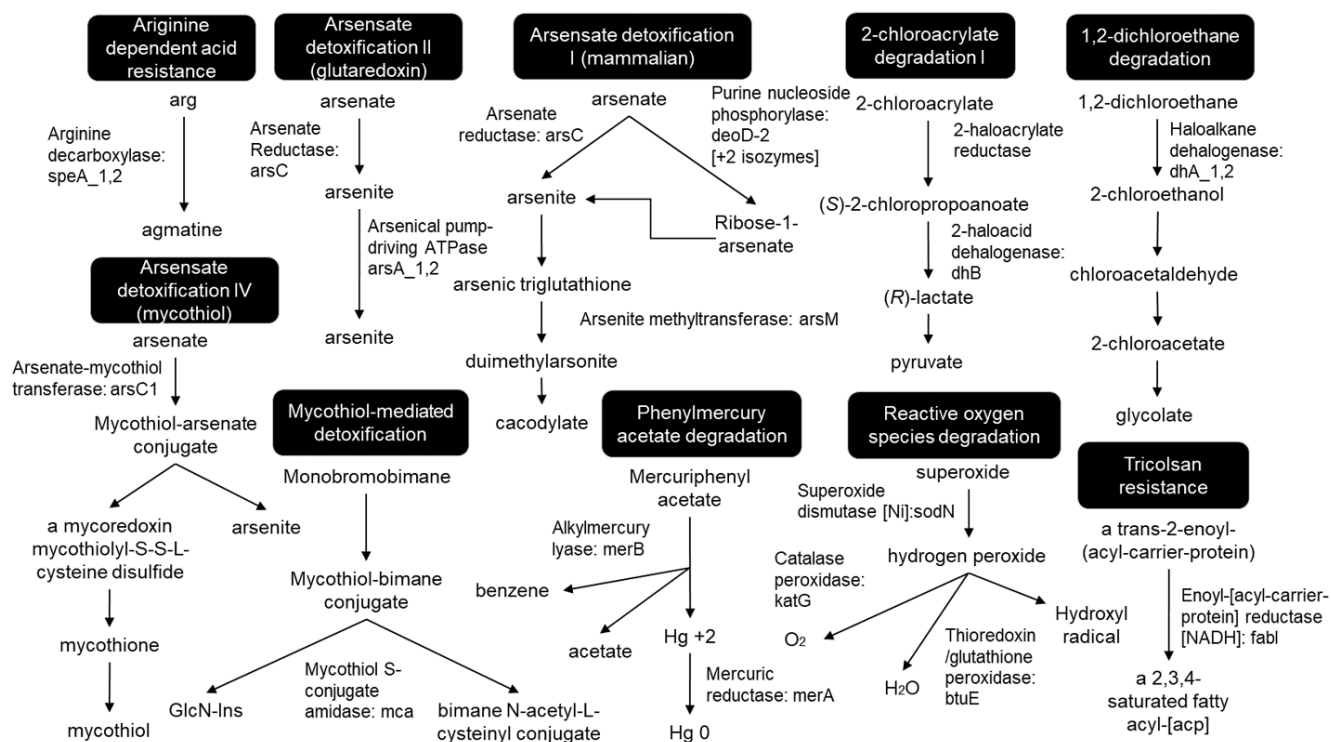 Ariginine
dependent acid
resistance
arg
Arginine
decarboxylase:
speA_1,2
agmatine
Arsensate
detoxification II
(glutaredoxin)
arsenate
Arsenate
Reductase:
arsC
arsenite
Arsenical pump-
driving ATPase
arsA_1,2
arsenite
Arsensate detoxification
I (mammalian)
arsenate
Arsenate
reductase: arsC
Purine nucleoside
phosphorylase:
deoD-2
[+2 isozymes]
arsenite
Ribose-1-
arsenate
arsenic triglutathione
Arsenite methyltransferase: arsM
duimethylarsonite
cacodylate
2-chloroacrylate
degradation I
2-chloroacrylate
2-haloacrylate
reductase
(S)-2-chloropropoanoate
2-haloacid
dehalogenase:
dhB
(R)-lactate
pyruvate
1,2-dichloroethane
degradation
1,2-dichloroethane
Haloalkane
dehalogenase:
dhA_1,2
2-chloroethanol
chloroacetaldehyde
2-chloroacetate
glycolate
Arsensate
detoxification IV
(mycothiol)
arsenate
Arsenate-mycothiol
transferase: arsC1
Mycothiol-arsenate
conjugate
a mycoredoxin
mycothiolyl-S-S-L-
cysteine disulfide
arsenite
mycothione
mycothiol
Mycothiol-mediated
detoxification
Monobromobimane
Mycothiol-bimane
conjugate
Mycothiol S-
conjugate
amidase: mca
GlcN-Ins
bimane N-acetyl-L-
cysteinyl conjugate
Phenylmercury
acetate degradation
Mercuriphenyl
acetate
Alkylmercury
lyase: merB
benzene
acetate
Hg +2
Mercuric
reductase: merA
Hg 0
Reactive oxygen
species degradation
superoxide
Superoxide
dismutase [Ni]:sodN
hydrogen peroxide
Catalase
peroxidase:
katG
O2
H2O
Thioredoxin
/glutathione
peroxidase:
btuE
Hydroxyl
radical
Tricolsan
resistance
a trans-2-enoyl-
(acyl-carrier-protein)
Enoyl-[acyl-carrier-
protein] reductase
[NADH]: fabI
a 2,3,4-
saturated fatty
acyl-[acp]